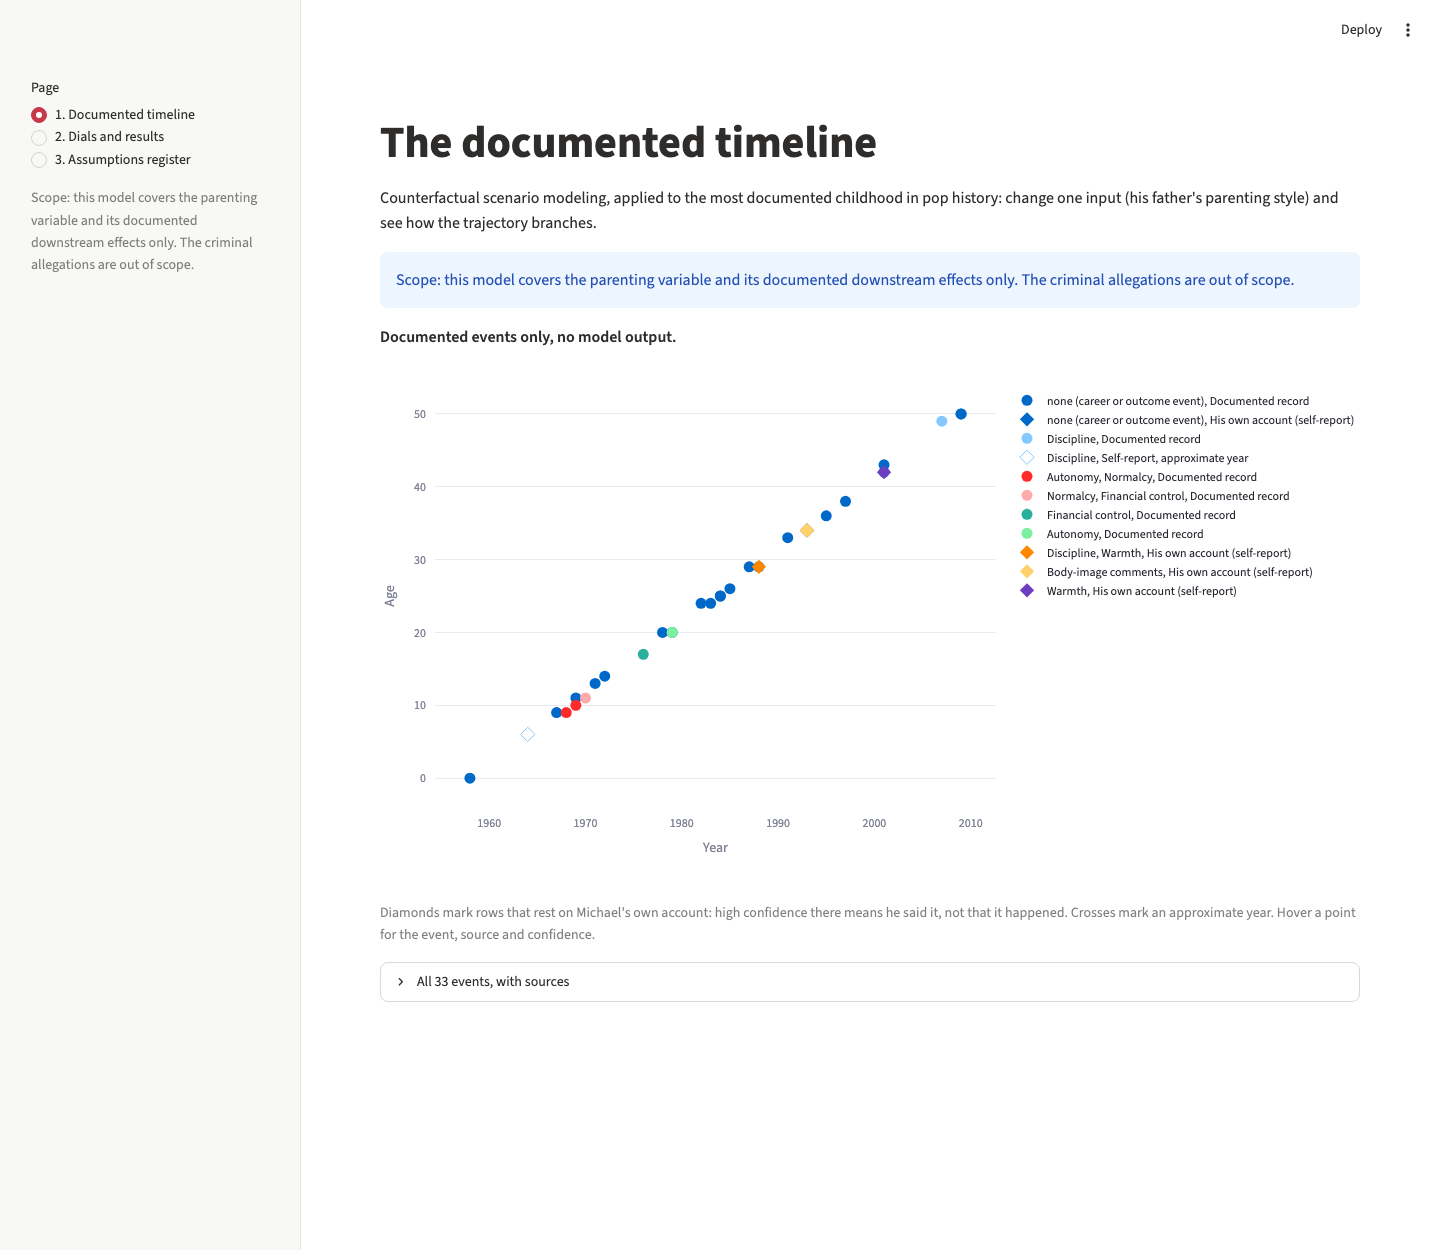 Deploy
Page
1. Documented timeline
2. Dials and results
3. Assumptions register
Scope: this model covers the parenting
variable and its documented
downstream effects only. The criminal
allegations are out of scope.
The documented timeline
Counterfactual scenario modeling, applied to the most documented childhood in pop history: change one input (his father's parenting style) and
see how the trajectory branches.
Scope: this model covers the parenting variable and its documented downstream effects only. The criminal allegations are out of scope.
Documented events only, no model output.
50
40
30
20
10
0
Age
1960
1970
1980
1990
2000
2010
Year
none (career or outcome event), Documented record
none (career or outcome event), His own account (self-report)
Discipline, Documented record
Discipline, Self-report, approximate year
Autonomy, Normalcy, Documented record
Normalcy, Financial control, Documented record
Financial control, Documented record
Autonomy, Documented record
Discipline, Warmth, His own account (self-report)
Body-image comments, His own account (self-report)
Warmth, His own account (self-report)
Diamonds mark rows that rest on Michael's own account: high confidence there means he said it, not that it happened. Crosses mark an approximate year. Hover a point
for the event, source and confidence.
All 33 events, with sources